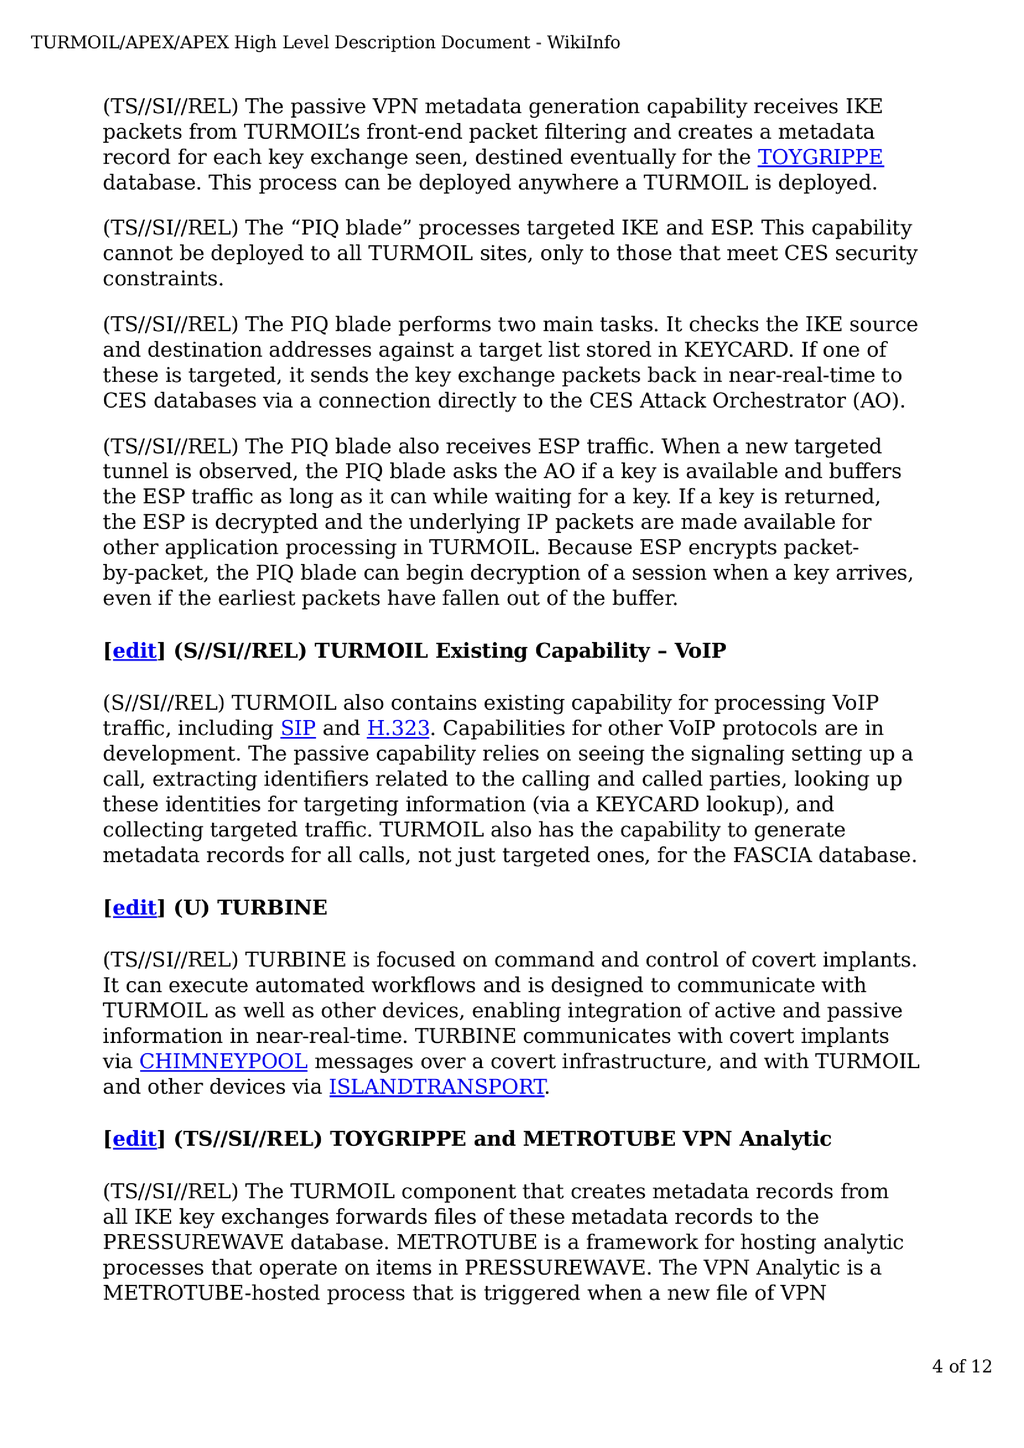 TURMOIL/APEX/APEX High Level Description Document - WikiInfo
(TS//SI//REL) The passive VPN metadata generation capability receives IKE
packets from TURMOIL's front-end packet filtering and creates a metadata
record for each key exchange seen, destined eventually for the TOYGRIPPE
database. This process can be deployed anywhere a TURMOIL is deployed.
(TS//SI//REL) The “PIQ blade” processes targeted IKE and ESP. This capability
cannot be deployed to all TURMOIL sites, only to those that meet CES security
constraints.
(TS//SI//REL) The PIQ blade performs two main tasks. It checks the IKE source
and destination addresses against a target list stored in KEYCARD. If one of
these is targeted, it sends the key exchange packets back in near-real-time to
CES databases via a connection directly to the CES Attack Orchestrator (AO).
(TS//SI//REL) The PIQ blade also receives ESP traffic. When a new targeted
tunnel is observed, the PIQ blade asks the AO if a key is available and buffers
the ESP traffic as long as it can while waiting for a key. If a key is returned,
the ESP is decrypted and the underlying IP packets are made available for
other application processing in TURMOIL. Because ESP encrypts packet-
by-packet, the PIQ blade can begin decryption of a session when a key arrives,
even if the earliest packets have fallen out of the buffer.
[edit] (S//SI//REL) TURMOIL Existing Capability – VoIP
(S//SI//REL) TURMOIL also contains existing capability for processing VoIP
traffic, including SIP and H.323. Capabilities for other VoIP protocols are in
development. The passive capability relies on seeing the signaling setting up a
call, extracting identifiers related to the calling and called parties, looking up
these identities for targeting information (via a KEYCARD lookup), and
collecting targeted traffic. TURMOIL also has the capability to generate
metadata records for all calls, not just targeted ones, for the FASCIA database.
[edit] (U) TURBINE
(TS//SI//REL) TURBINE is focused on command and control of covert implants.
It can execute automated workflows and is designed to communicate with
TURMOIL as well as other devices, enabling integration of active and passive
information in near-real-time. TURBINE communicates with covert implants
via CHIMNEYPOOL messages over a covert infrastructure, and with TURMOIL
and other devices via ISLANDTRANSPORT.
[edit] (TS//SI//REL) TOYGRIPPE and METROTUBE VPN Analytic
(TS//SI//REL) The TURMOIL component that creates metadata records from
all IKE key exchanges forwards files of these metadata records to the
PRESSUREWAVE database. METROTUBE is a framework for hosting analytic
processes that operate on items in PRESSUREWAVE. The VPN Analytic is a
METROTUBE-hosted process that is triggered when a new file of VPN
4 of 12